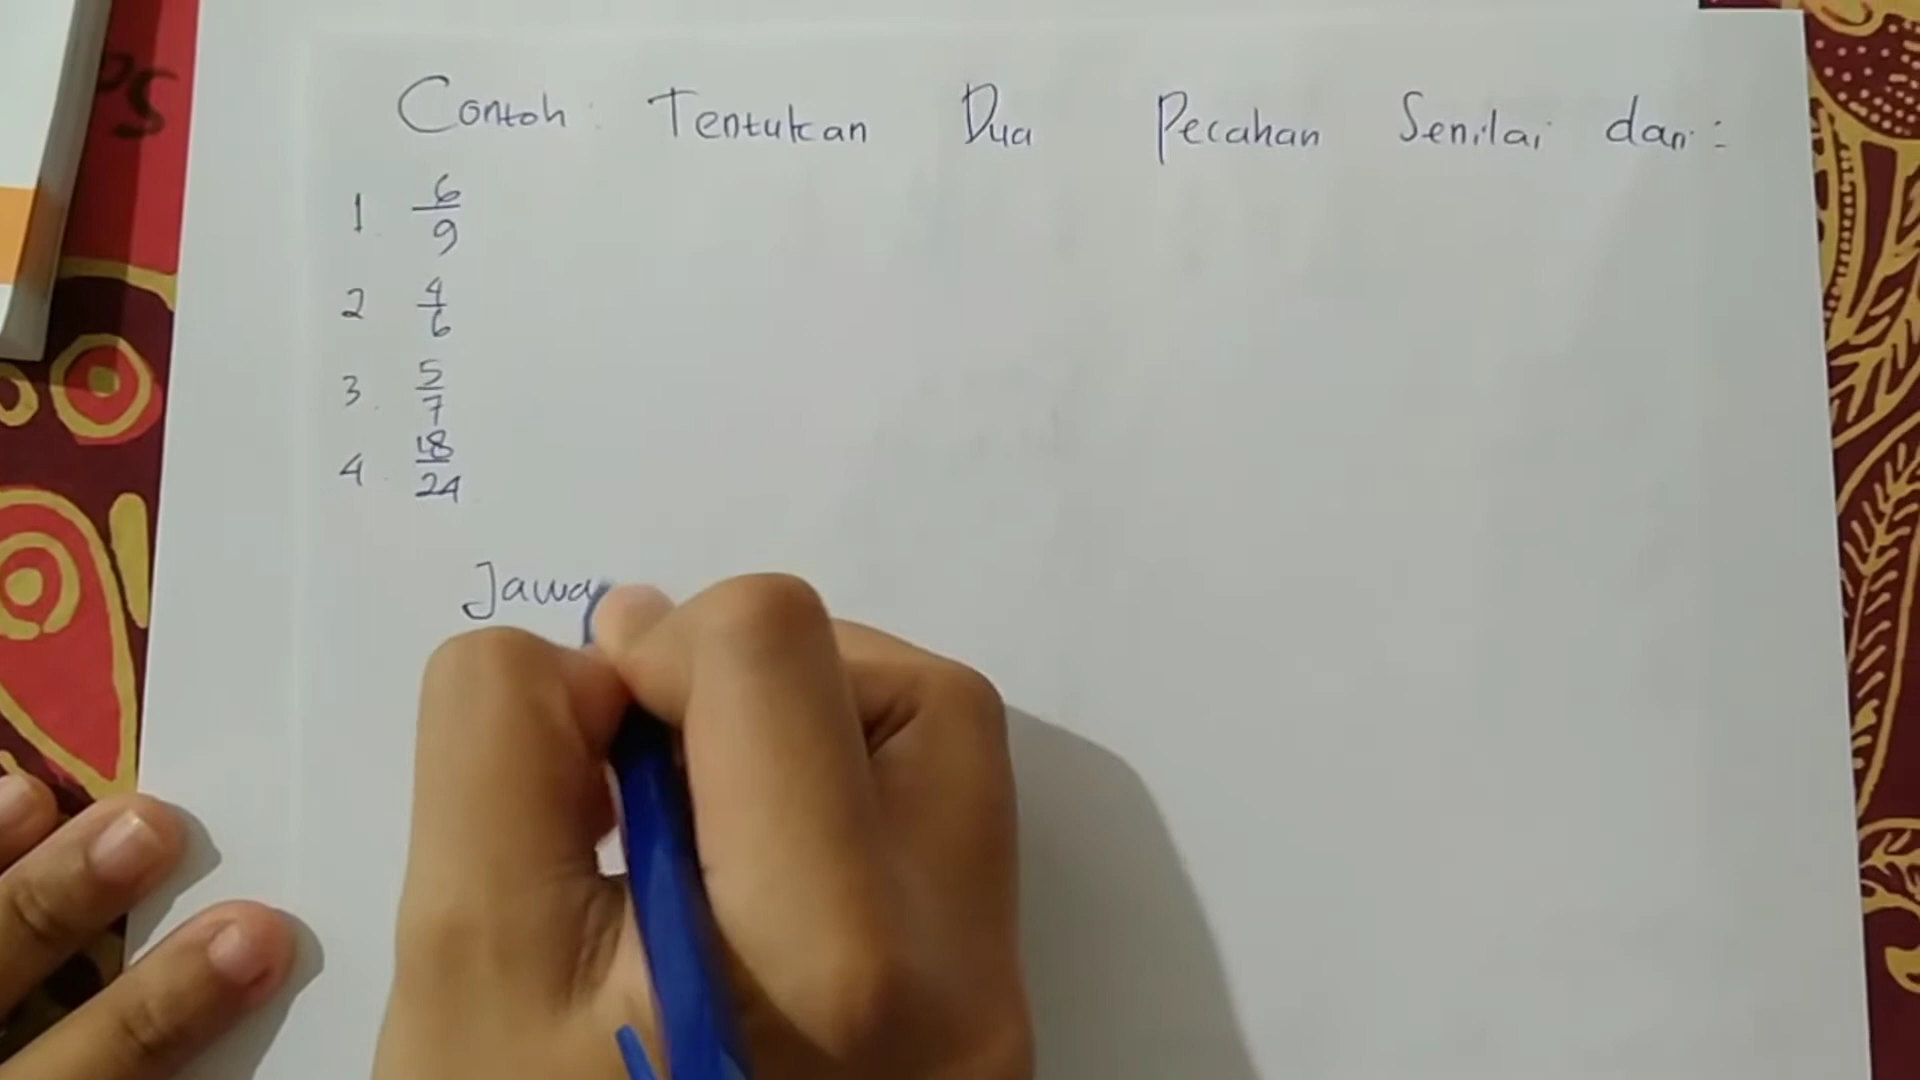 Contoh : Tentukan Dua Pecahan Senilai dari :
1. 6/9
2 4/6
3. 5/7
4. 18/24
Jawa